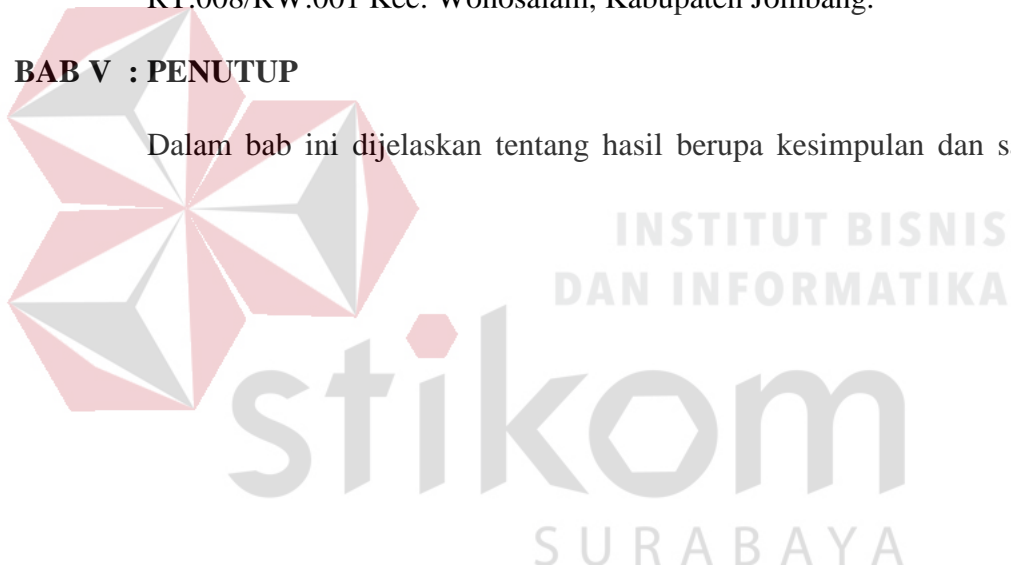 RT.008/RW.001 Kec. Wonosalam, Kabupaten Jombang.
BAB V : PENUTUP
Dalam bab ini dijelaskan tentang hasil berupa kesimpulan dan
INSTITUT BISNIS
DAN INFORMATIKA
stikom
SURABAYA